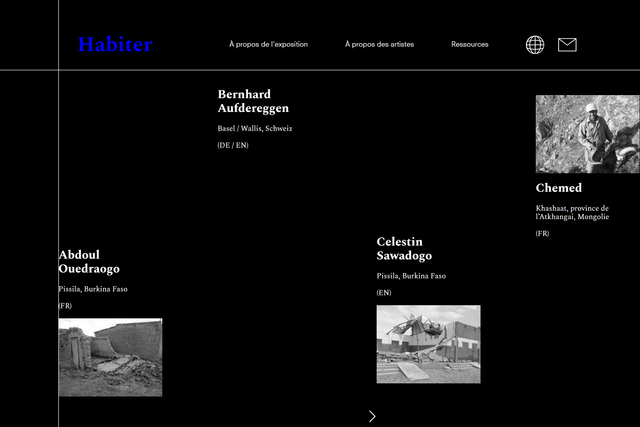 Habiter
À propos de l'exposition
À propos des artistes
Ressources
Bernhard
Aufdereggen
Basel / Wallis, Schweiz
(DE / EN)
Chemed
Khashaat, province de
l'Atkhangai, Mongolie
(FR)
Celestin
Sawadogo
Pissila, Burkina Faso
(EN)
Abdoul
Ouedraogo
Pissila, Burkina Faso
(FR)